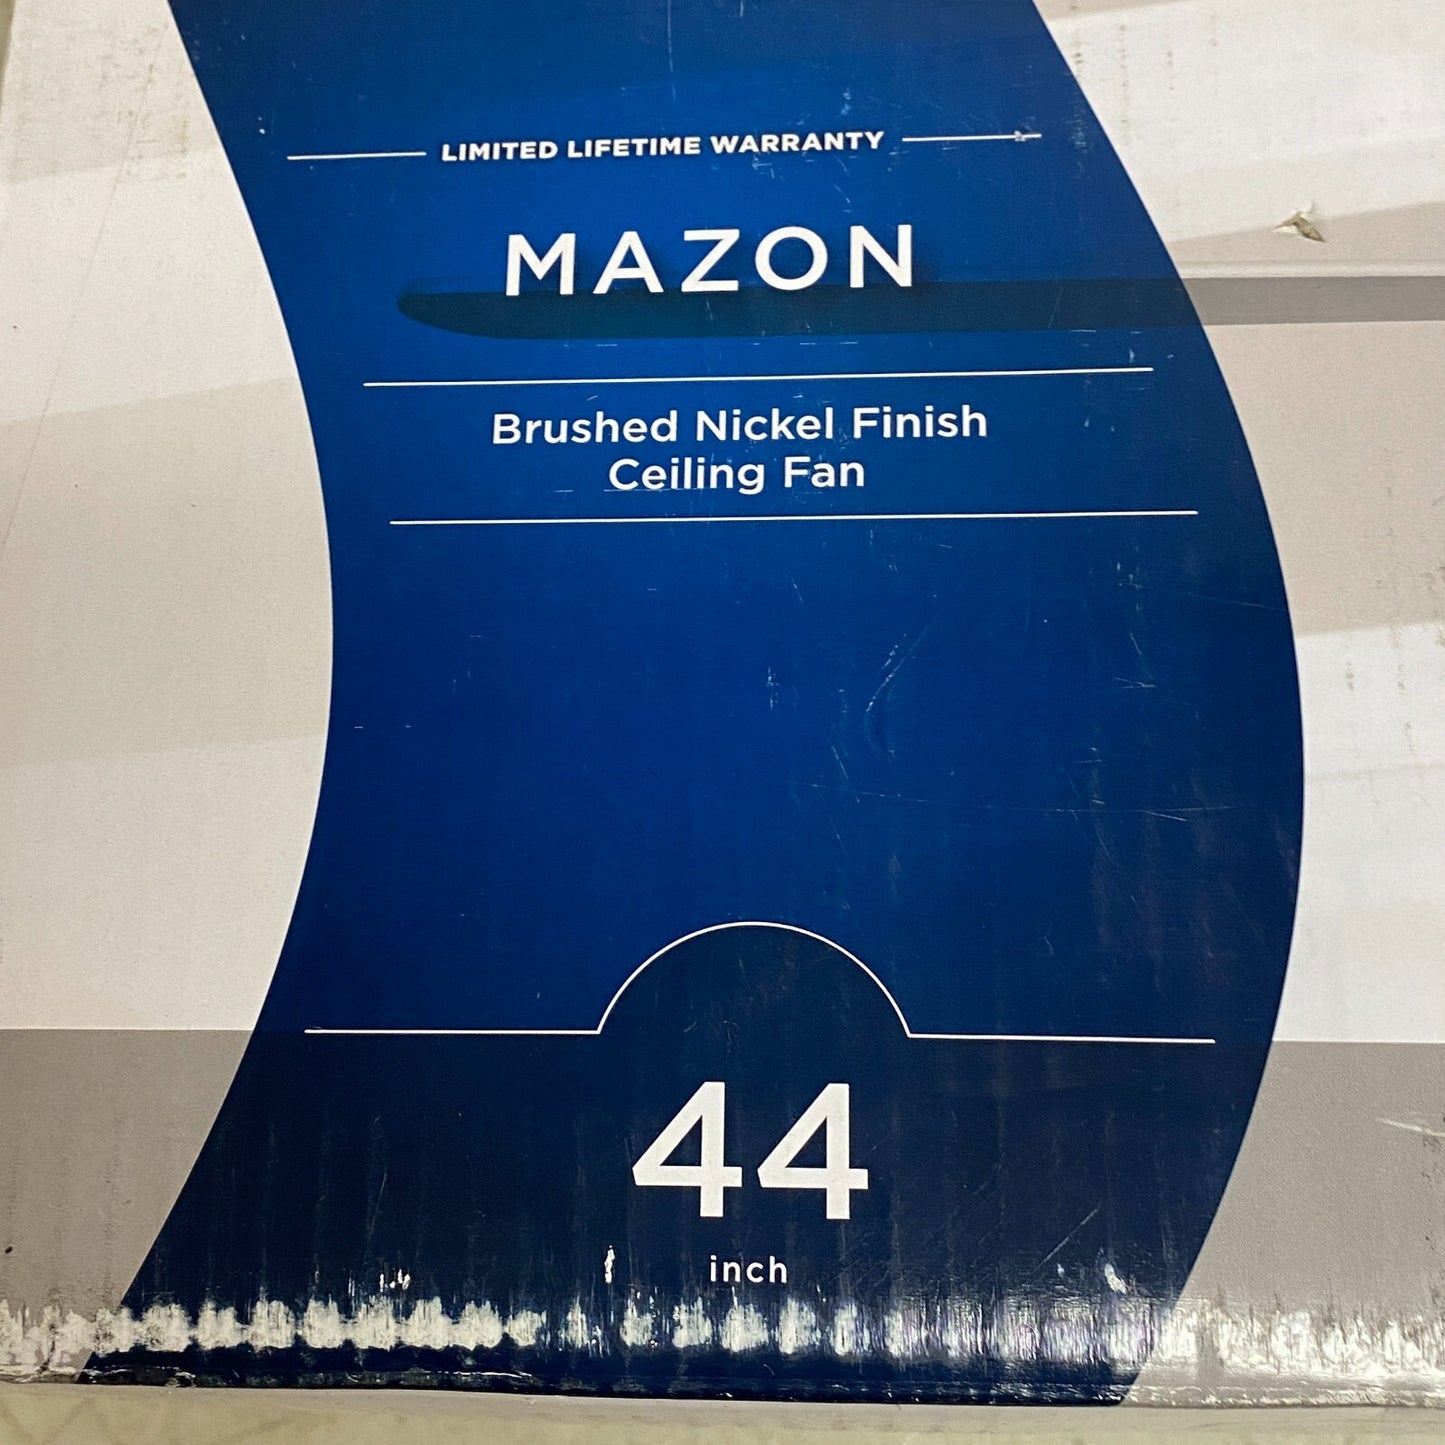 LIMITED LIFETIME WARRANTY
MAZON
Brushed Nickel Finish
Ceiling Fan
44
inch